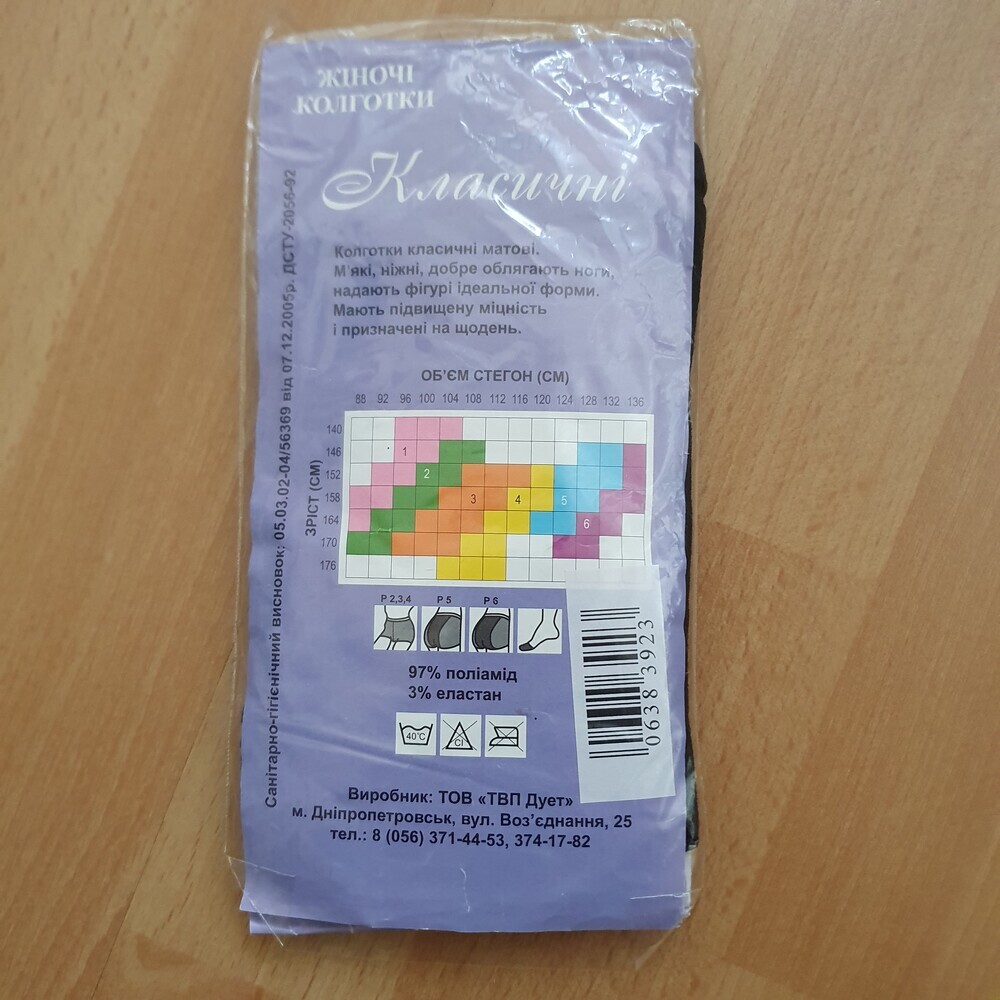 ЖІНОЧІ
КОЛГОТКИ
Класичні
Колготки класичні матові.
М'які, ніжні, добре облягають ноги,
надають фігурі ідеальної форми.
Мають підвищену міцність
і призначені на щодень.
ОБ'ЄМ СТЕГОН (СМ)
88 92 96 100 104 108 112 116 120 124 128 132 136
ЗРІСТ (СМ)
140
146
152
158
164
170
176
1
2
3
4
5
6
Р 2,3,4 Р 5 Р 6
97% поліамід
3% еластан
40°C Cl
Виробник: ТОВ «ТВП Дует»
м. Дніпропетровськ, вул. Воз'єднання, 25
тел.: 8 (056) 371-44-53, 374-17-82
Санітарно-гігієнічний висновок: 05.03.02-04/56369 від 07.12.2005р. ДСТУ-2056-92
0638 3923